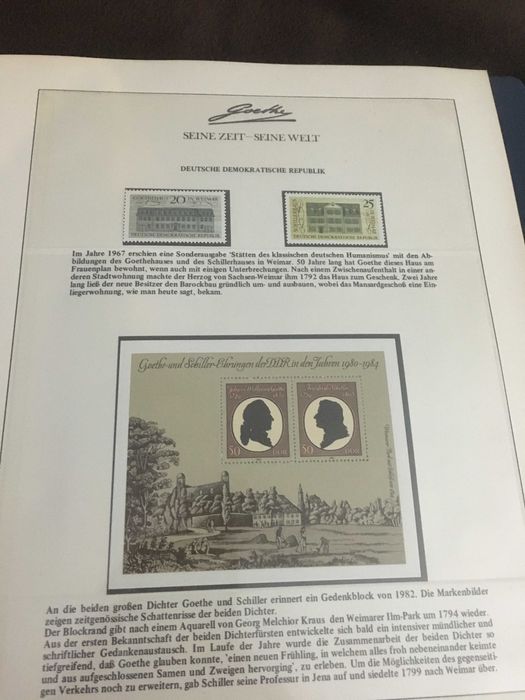 Goethe
SEINE ZEIT–SEINE WELT
DEUTSCHE DEMOKRATISCHE REPUBLIK
GOETHEHAUS 20 IN WEIMAR
DEUTSCHE DEMOKRATISCHE REPUBLIK
25
DEUTSCHE DEMOKRATISCHE REPUBLIK
Im Jahre 1967 erschien eine Sonderausgabe 'Stätten des klassischen deutschen Humanismus' mit den Ab-
bildungen des Goethehauses und des Schillerhauses in Weimar. 50 Jahre lang hat Goethe dieses Haus am
Frauenplan bewohnt, wenn auch mit einigen Unterbrechungen. Nach einem Zwischenaufenthalt in einer an-
deren Stadtwohnung machte der Herzog von Sachsen-Weimar ihm 1792 das Haus zum Geschenk. Zwei Jahre
lang ließ der neue Besitzer den Barockbau gründlich um- und ausbauen, wobei das Mansardgeschoß eine Ein-
liegerwohnung, wie man heute sagt, bekam.
Goethe-und-Schiller-Ehrungen der DDR in den Jahren 1980-1984
Johann Wolfgang Goethe
50 DDR
Friedrich Schiller
50 DDR
An die beiden großen Dichter Goethe und Schiller erinnert ein Gedenkblock von 1982. Die Markenbilder
zeigen zeitgenössische Schattenrisse der beiden Dichter.
Der Blockrand gibt nach einem Aquarell von Georg Melchior Kraus den Weimarer Ilm-Park um 1794 wieder.
Aus der ersten Bekanntschaft der beiden Dichterfürsten entwickelte sich bald ein intensiver mündlicher und
schriftlicher Gedankenaustausch. Im Laufe der Jahre wurde die Zusammenarbeit der beiden Dichter so
tiefgreifend, daß Goethe glauben konnte, 'einen neuen Frühling, in welchem alles froh nebeneinander keimte
und aus aufgeschlossenen Samen und Zweigen hervorging', zu erleben. Um die Möglichkeiten des gegenseiti-
gen Verkehrs noch zu erweitern, gab Schiller seine Professur in Jena auf und siedelte 1799 nach Weimar über.